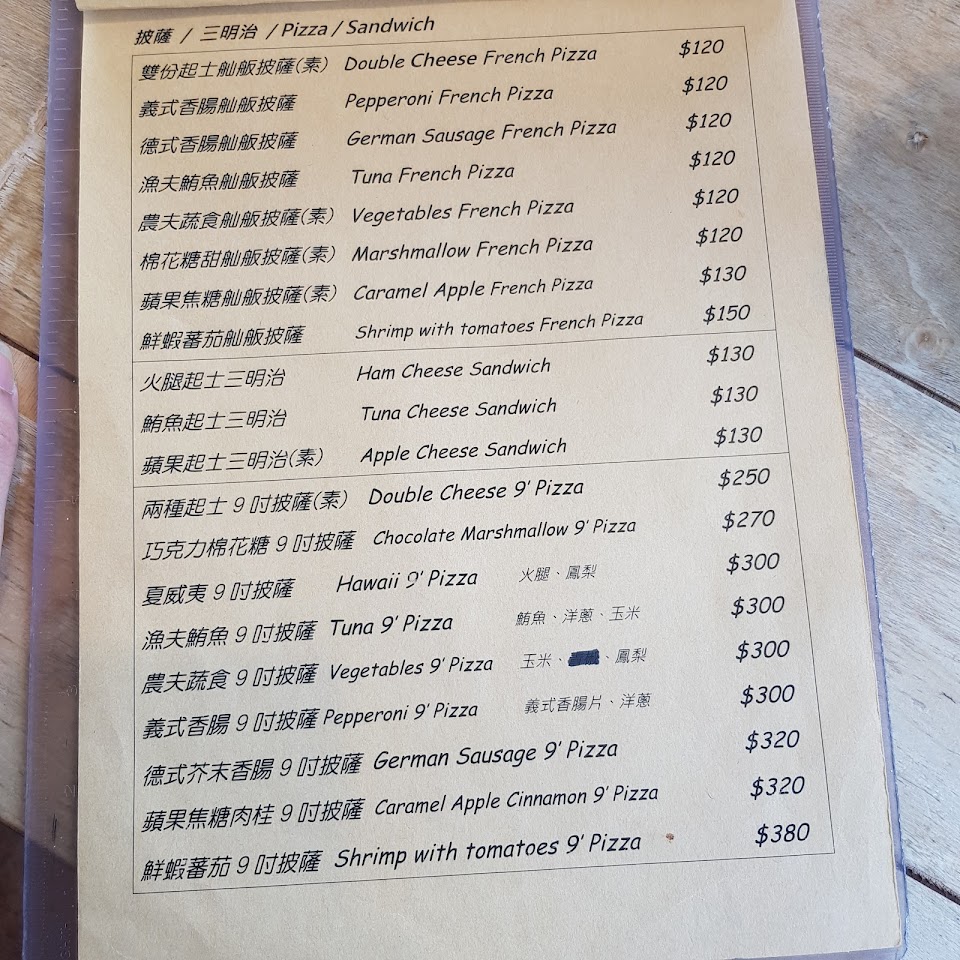 披薩 / 三明治 / Pizza / Sandwich
雙份起士舢舨披薩(素) Double Cheese French Pizza $120
義式香腸舢舨披薩 Pepperoni French Pizza $120
德式香腸舢舨披薩 German Sausage French Pizza $120
漁夫鮪魚舢舨披薩 Tuna French Pizza $120
農夫蔬食舢舨披薩(素) Vegetables French Pizza $120
棉花糖甜舢舨披薩(素) Marshmallow French Pizza $120
蘋果焦糖舢舨披薩(素) Caramel Apple French Pizza $130
鮮蝦蕃茄舢舨披薩 Shrimp with tomatoes French Pizza $150
火腿起士三明治 Ham Cheese Sandwich $130
鮪魚起士三明治 Tuna Cheese Sandwich $130
蘋果起士三明治(素) Apple Cheese Sandwich $130
兩種起士 9 吋披薩(素) Double Cheese 9' Pizza $250
巧克力棉花糖 9 吋披薩 Chocolate Marshmallow 9' Pizza $270
夏威夷 9 吋披薩 Hawaii 9' Pizza 火腿、鳳梨 $300
漁夫鮪魚 9 吋披薩 Tuna 9' Pizza 鮪魚、洋蔥、玉米 $300
農夫蔬食 9 吋披薩 Vegetables 9' Pizza 玉米、、鳳梨 $300
義式香腸 9 吋披薩 Pepperoni 9' Pizza 義式香腸片、洋蔥 $300
德式芥末香腸 9 吋披薩 German Sausage 9' Pizza $320
蘋果焦糖肉桂 9 吋披薩 Caramel Apple Cinnamon 9' Pizza $320
鮮蝦蕃茄 9 吋披薩 Shrimp with tomatoes 9' Pizza $380